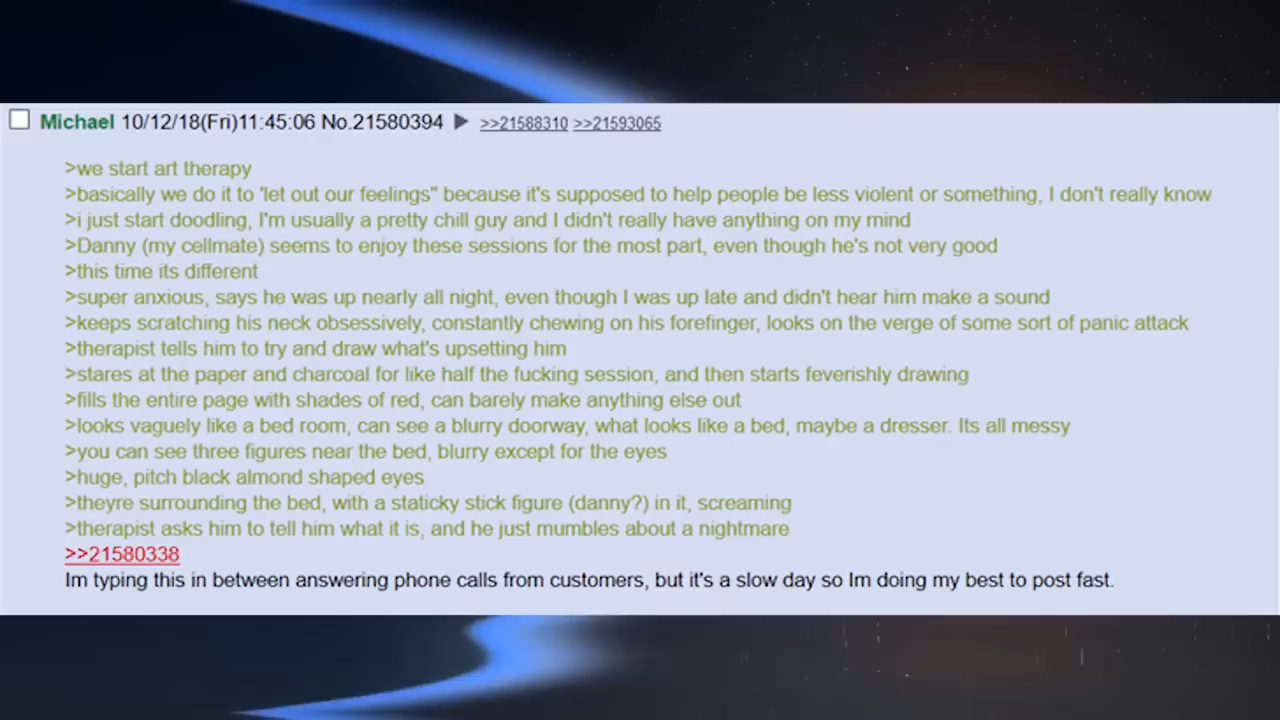 Michael 10/12/18(Fri)11:45:06 No.21580394 ▶ >>21588310 >>21593065
>we start art therapy
>basically we do it to 'let out our feelings" because it's supposed to help people be less violent or something, I don't really know
>i just start doodling, I'm usually a pretty chill guy and I didn't really have anything on my mind
>Danny (my cellmate) seems to enjoy these sessions for the most part, even though he's not very good
>this time its different
>super anxious, says he was up nearly all night, even though I was up late and didn't hear him make a sound
>keeps scratching his neck obsessively, constantly chewing on his forefinger, looks on the verge of some sort of panic attack
>therapist tells him to try and draw what's upsetting him
>stares at the paper and charcoal for like half the fucking session, and then starts feverishly drawing
>fills the entire page with shades of red, can barely make anything else out
>looks vaguely like a bed room, can see a blurry doorway, what looks like a bed, maybe a dresser. Its all messy
>you can see three figures near the bed, blurry except for the eyes
>huge, pitch black almond shaped eyes
>theyre surrounding the bed, with a staticky stick figure (danny?) in it, screaming
>therapist asks him to tell him what it is, and he just mumbles about a nightmare
>>21580338
Im typing this in between answering phone calls from customers, but it's a slow day so Im doing my best to post fast.